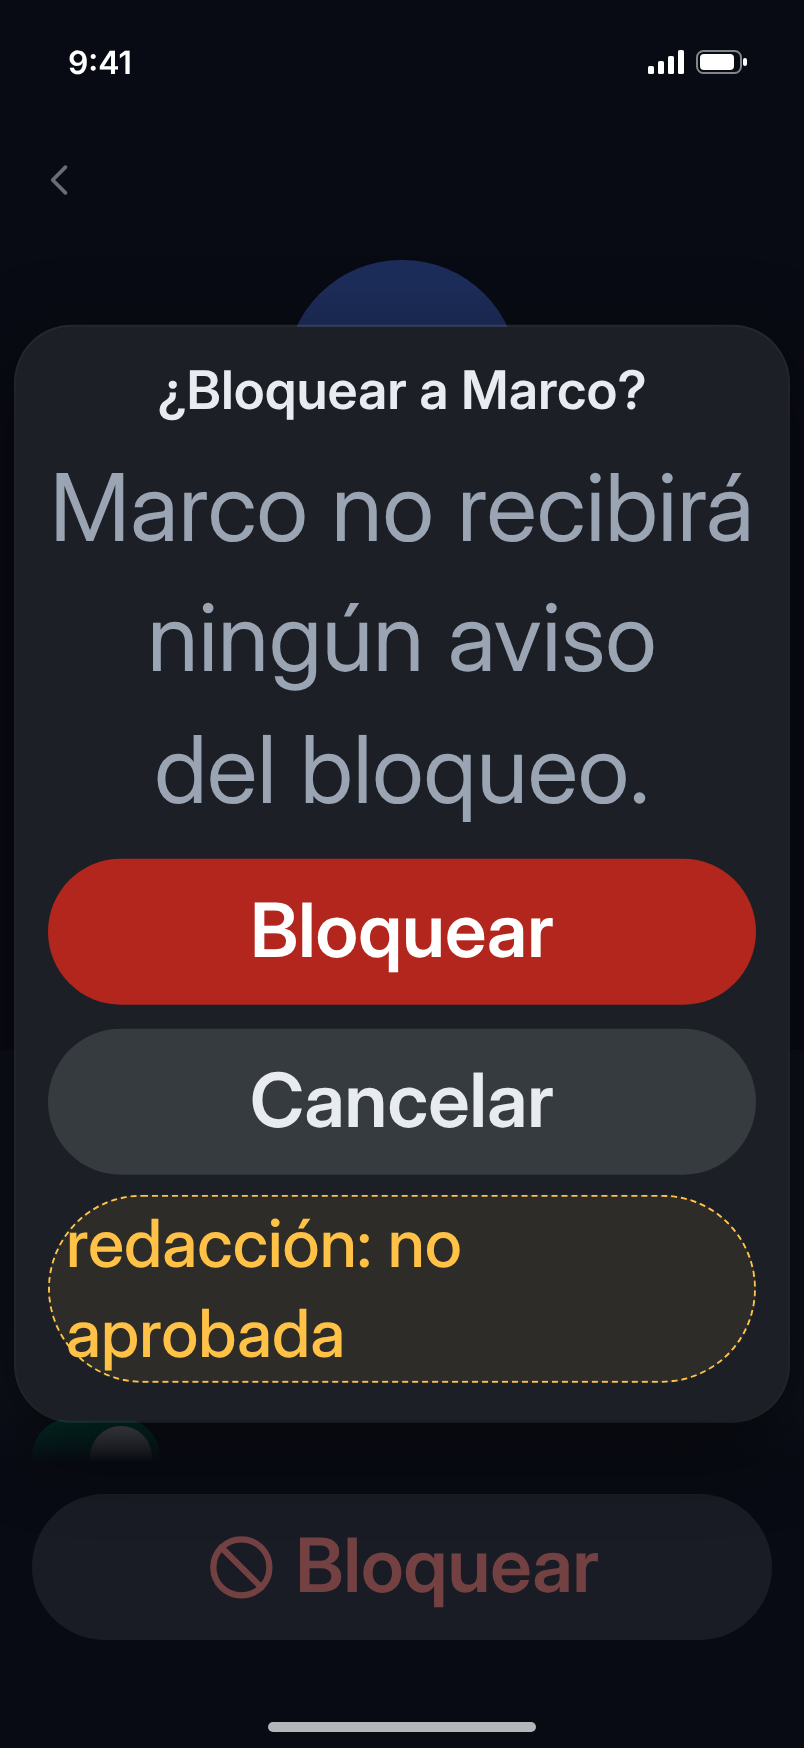 9:41
¿Bloquear a Marco?
Marco no recibirá
ningún aviso
del bloqueo.
Bloquear
Cancelar
redacción: no
aprobada
Bloquear